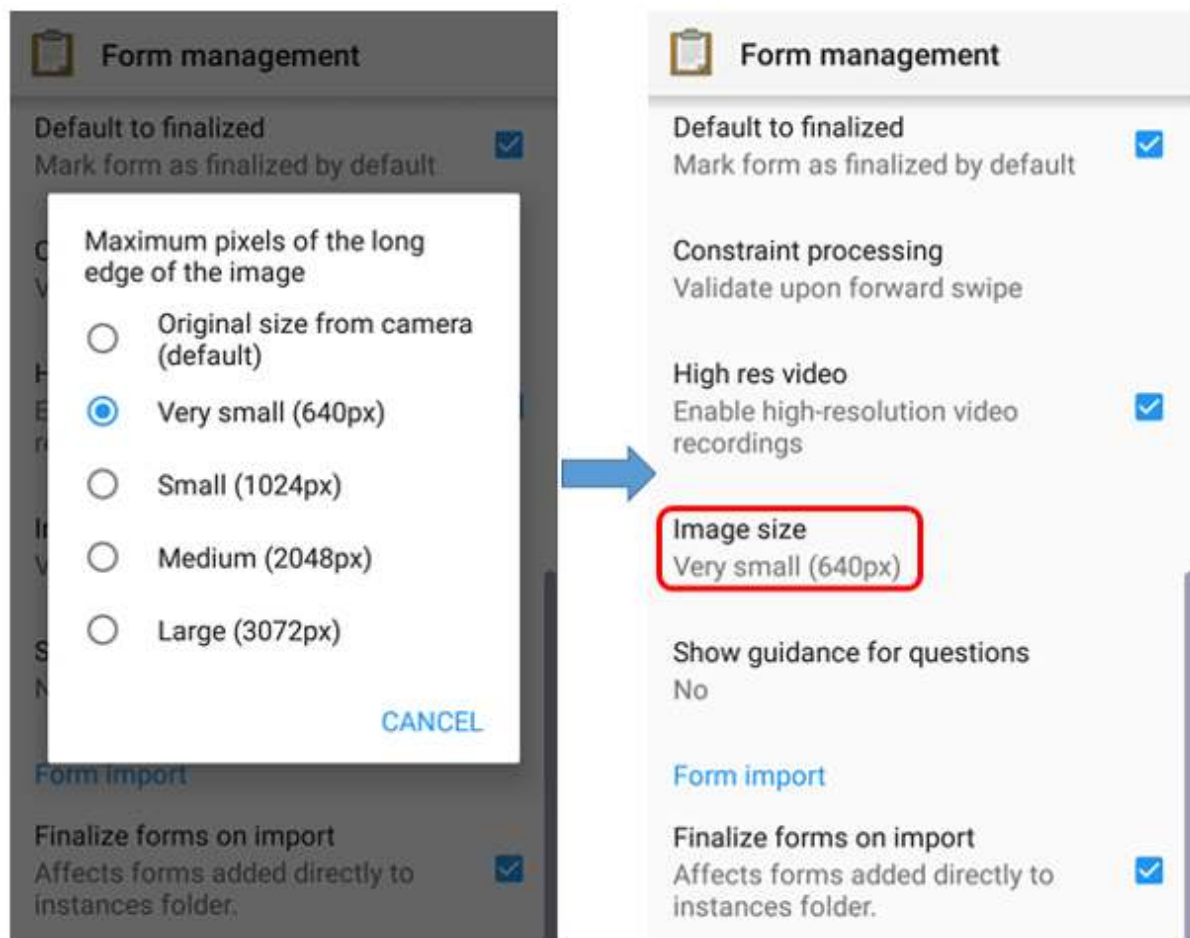 Form management
Default to finalized
Mark form as finalized by default
Maximum pixels of the long
edge of the image
Original size from camera
(default)
Very small (640px)
Small (1024px)
Medium (2048px)
Large (3072px)
CANCEL
Form import
Finalize forms on import
Affects forms added directly to
instances folder.
Form management
Default to finalized
Mark form as finalized by default
Constraint processing
Validate upon forward swipe
High res video
Enable high-resolution video
recordings
Image size
Very small (640px)
Show guidance for questions
No
Form import
Finalize forms on import
Affects forms added directly to
instances folder.